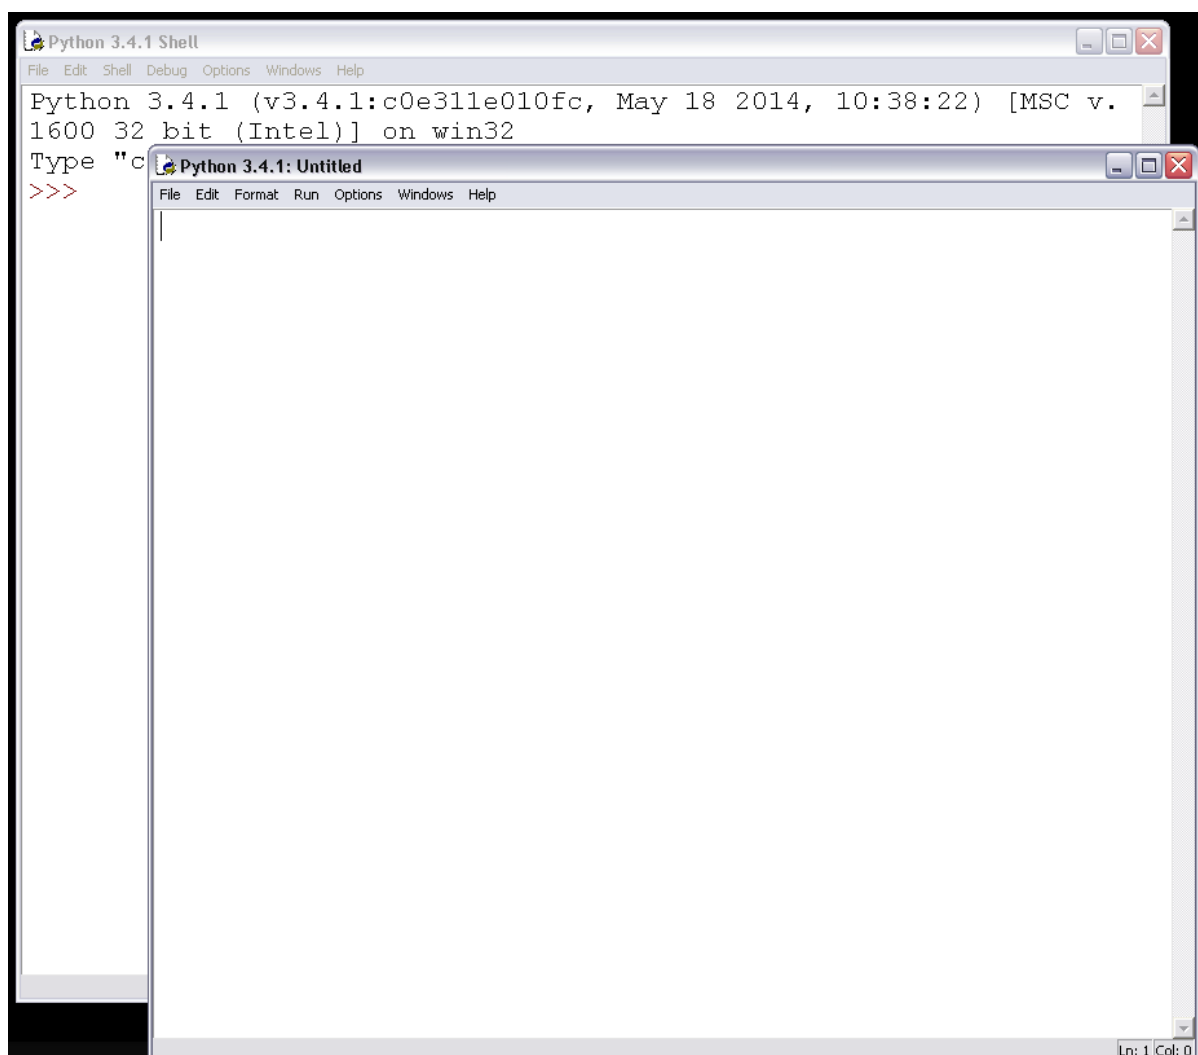 Python 3.4.1 Shell
File Edit Shell Debug Options Windows Help
Python 3.4.1 (v3.4.1:c0e311e010fc, May 18 2014, 10:38:22) [MSC v.
1600 32 bit (Intel)] on win32
Type "c
>>>
Python 3.4.1: Untitled
File Edit Format Run Options Windows Help
Ln: 1 Col: 0